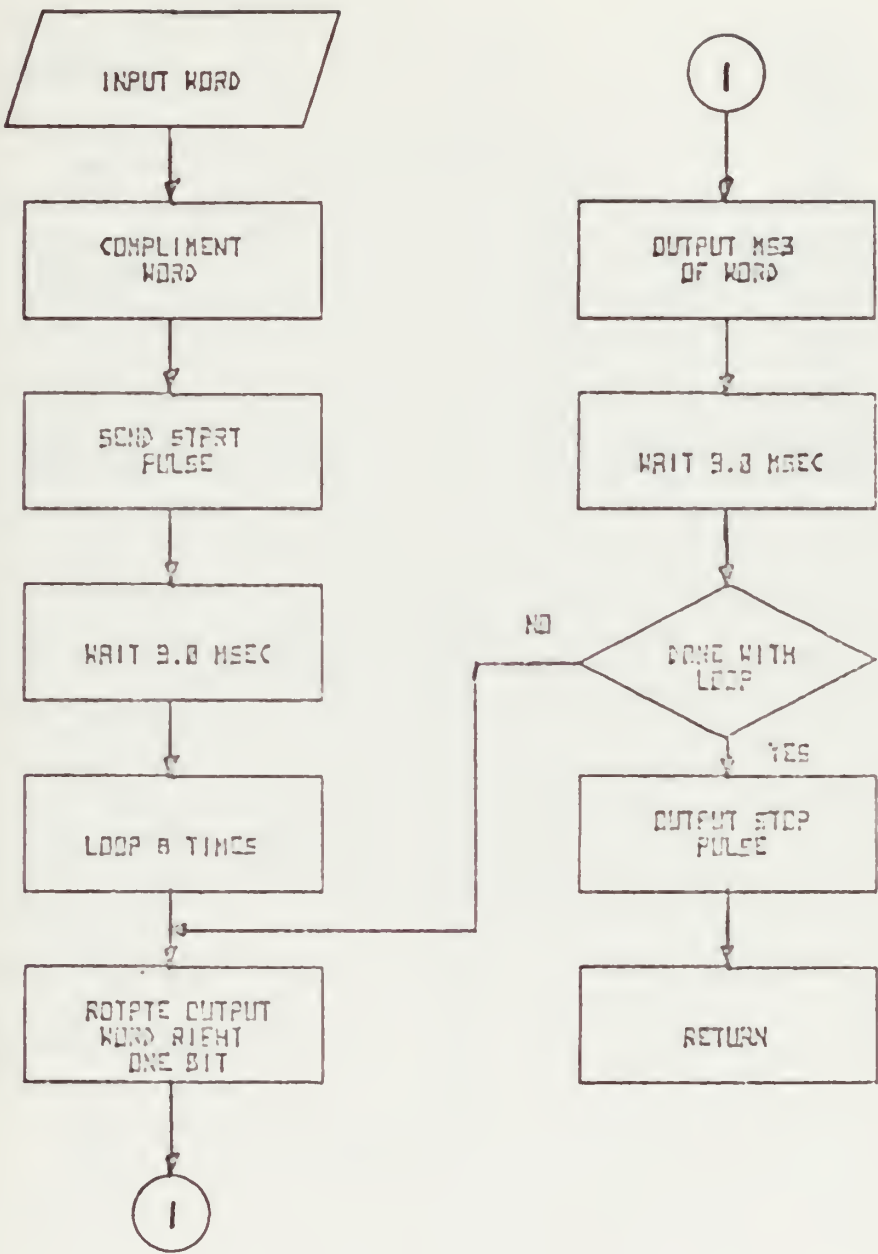 INPUT WORD
COMPLIMENT
WORD
SEND START
PULSE
WAIT 9.0 MSEC
LOOP 8 TIMES
ROTATE OUTPUT
WORD RIGHT
ONE BIT
1
1
OUTPUT MSB
OF WORD
WAIT 9.0 MSEC
NO
DONE WITH
LOOP
YES
OUTPUT STOP
PULSE
RETURN